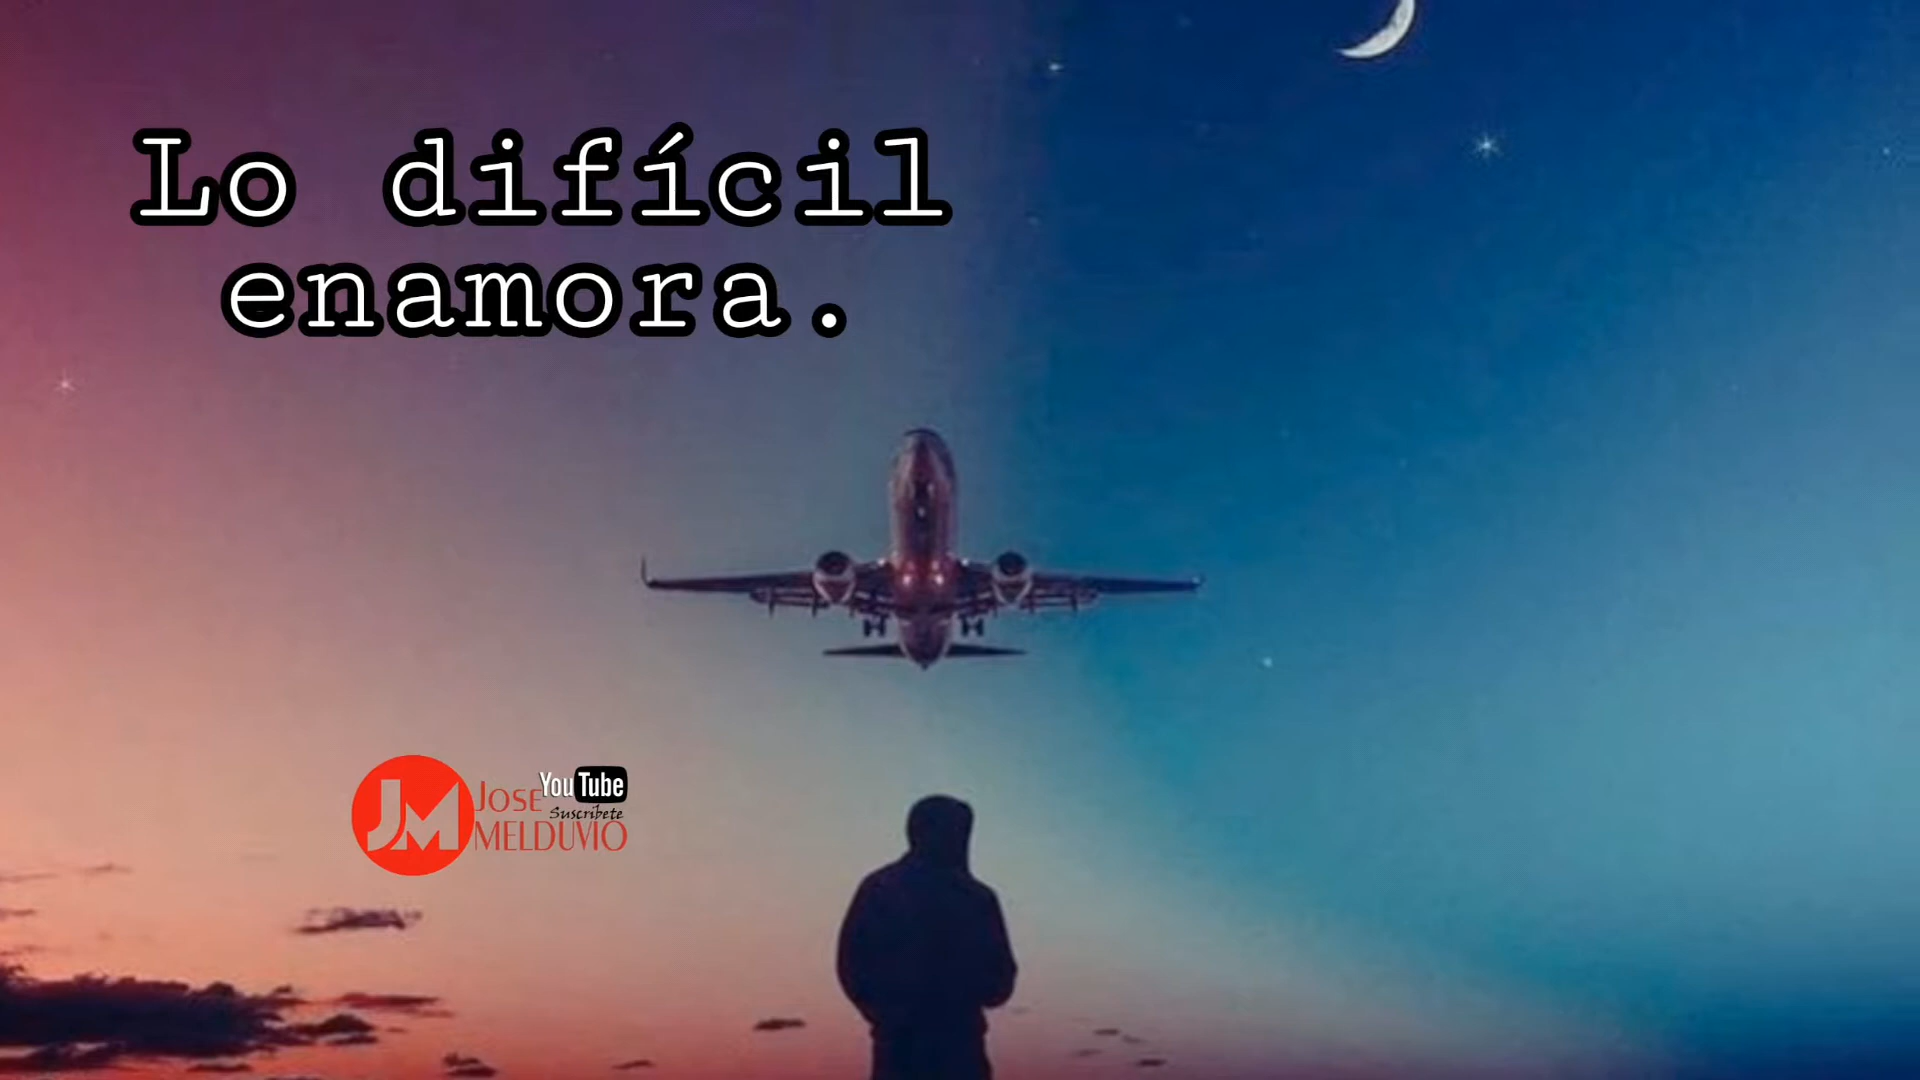 Lo difícil
enamora.
JM
JOSE
YouTube
Suscríbete
MELDUVIO